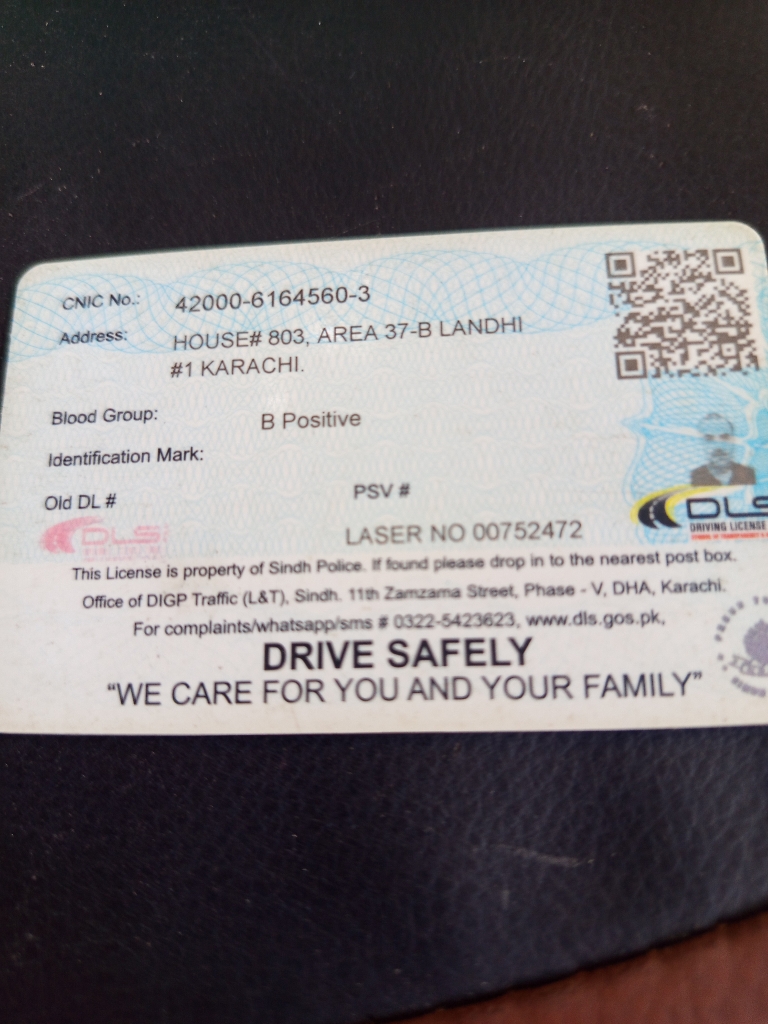 CNIC No.: 42000-6164560-3
Address: HOUSE# 803, AREA 37-B LANDHI
#1 KARACHI.
Blood Group: B Positive
Identification Mark:
Old DL # PSV #
DLS
LASER NO 00752472
DLS
DRIVING LICENSE
This License is property of Sindh Police. If found please drop in to the nearest post box.
Office of DIGP Traffic (L&T), Sindh. 11th Zamzama Street, Phase - V, DHA, Karachi.
For complaints/whatsapp/sms # 0322-5423623, www.dls.gos.pk,
DRIVE SAFELY
"WE CARE FOR YOU AND YOUR FAMILY"